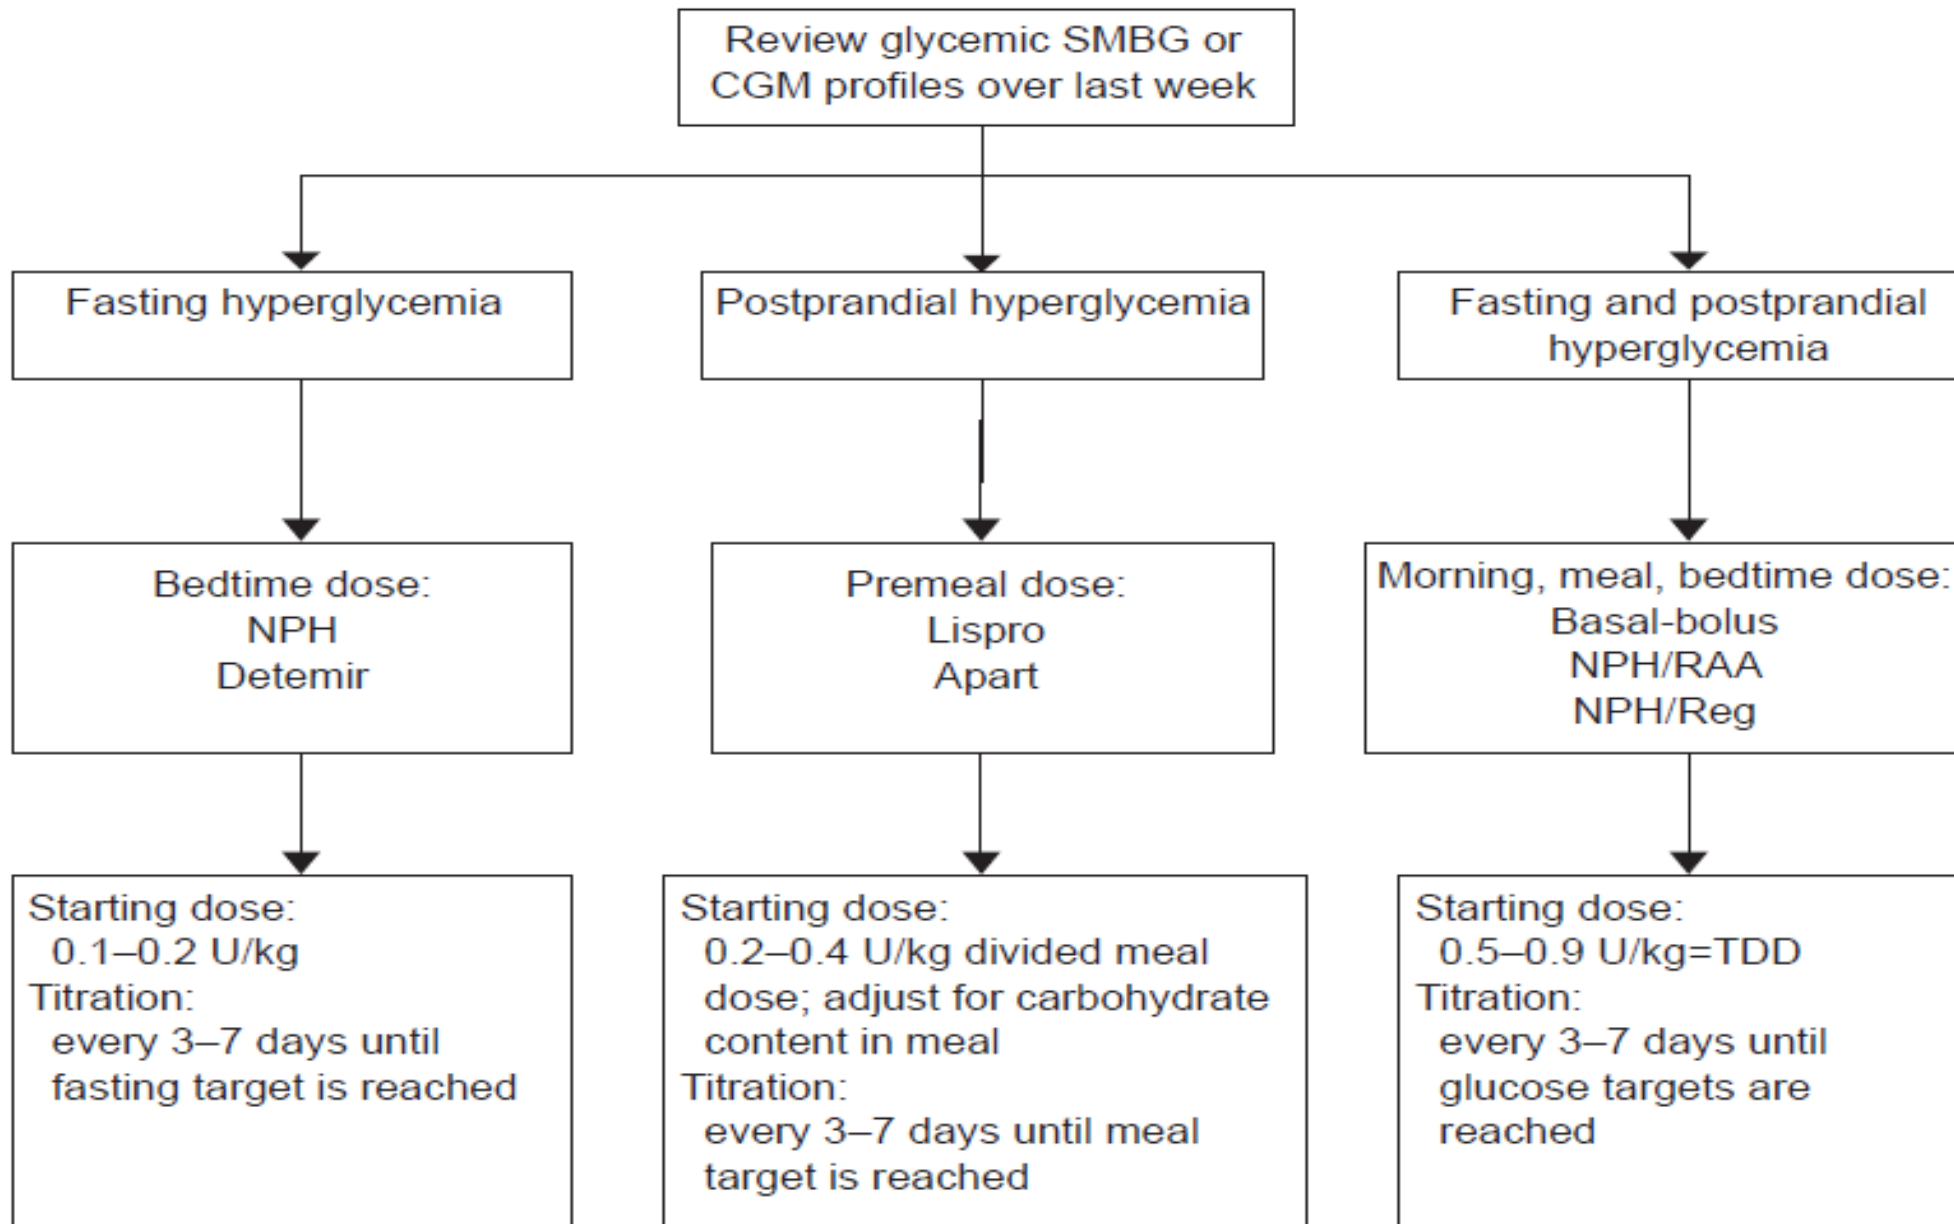 Review glycemic SMBG or
CGM profiles over last week
Fasting hyperglycemia
Postprandial hyperglycemia
Fasting and postprandial
hyperglycemia
Bedtime dose:
NPH
Detemir
Premeal dose:
Lispro
Apart
Morning, meal, bedtime dose:
Basal-bolus
NPH/RAA
NPH/Reg
Starting dose:
0.1–0.2 U/kg
Titration:
every 3–7 days until
fasting target is reached
Starting dose:
0.2–0.4 U/kg divided meal
dose; adjust for carbohydrate
content in meal
Titration:
every 3–7 days until meal
target is reached
Starting dose:
0.5–0.9 U/kg=TDD
Titration:
every 3–7 days until
glucose targets are
reached